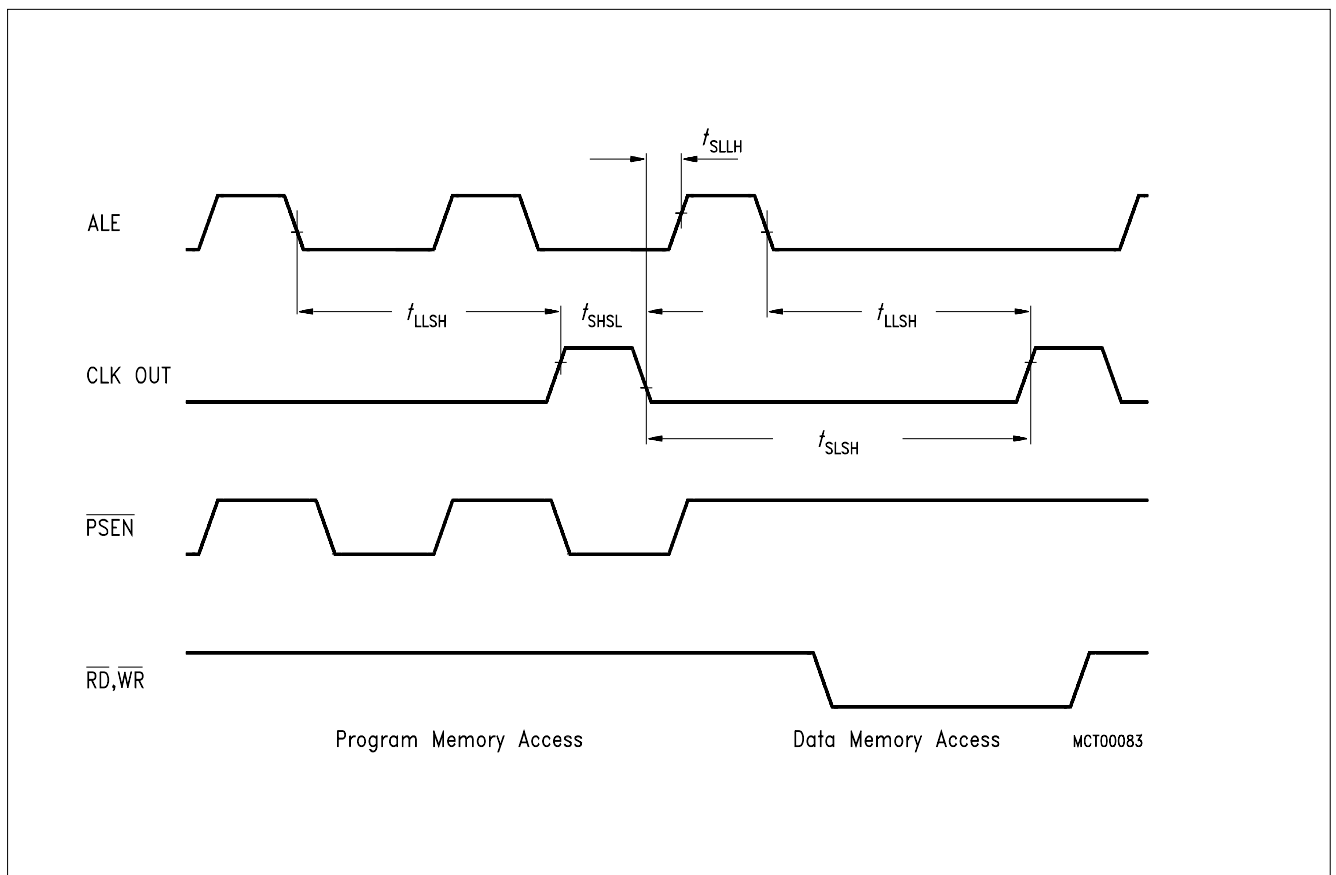 tSLLH
ALE
tLLSH tSHSL tLLSH
CLK OUT
tSLSH
PSEN
RD,WR
Program Memory Access Data Memory Access MCT00083